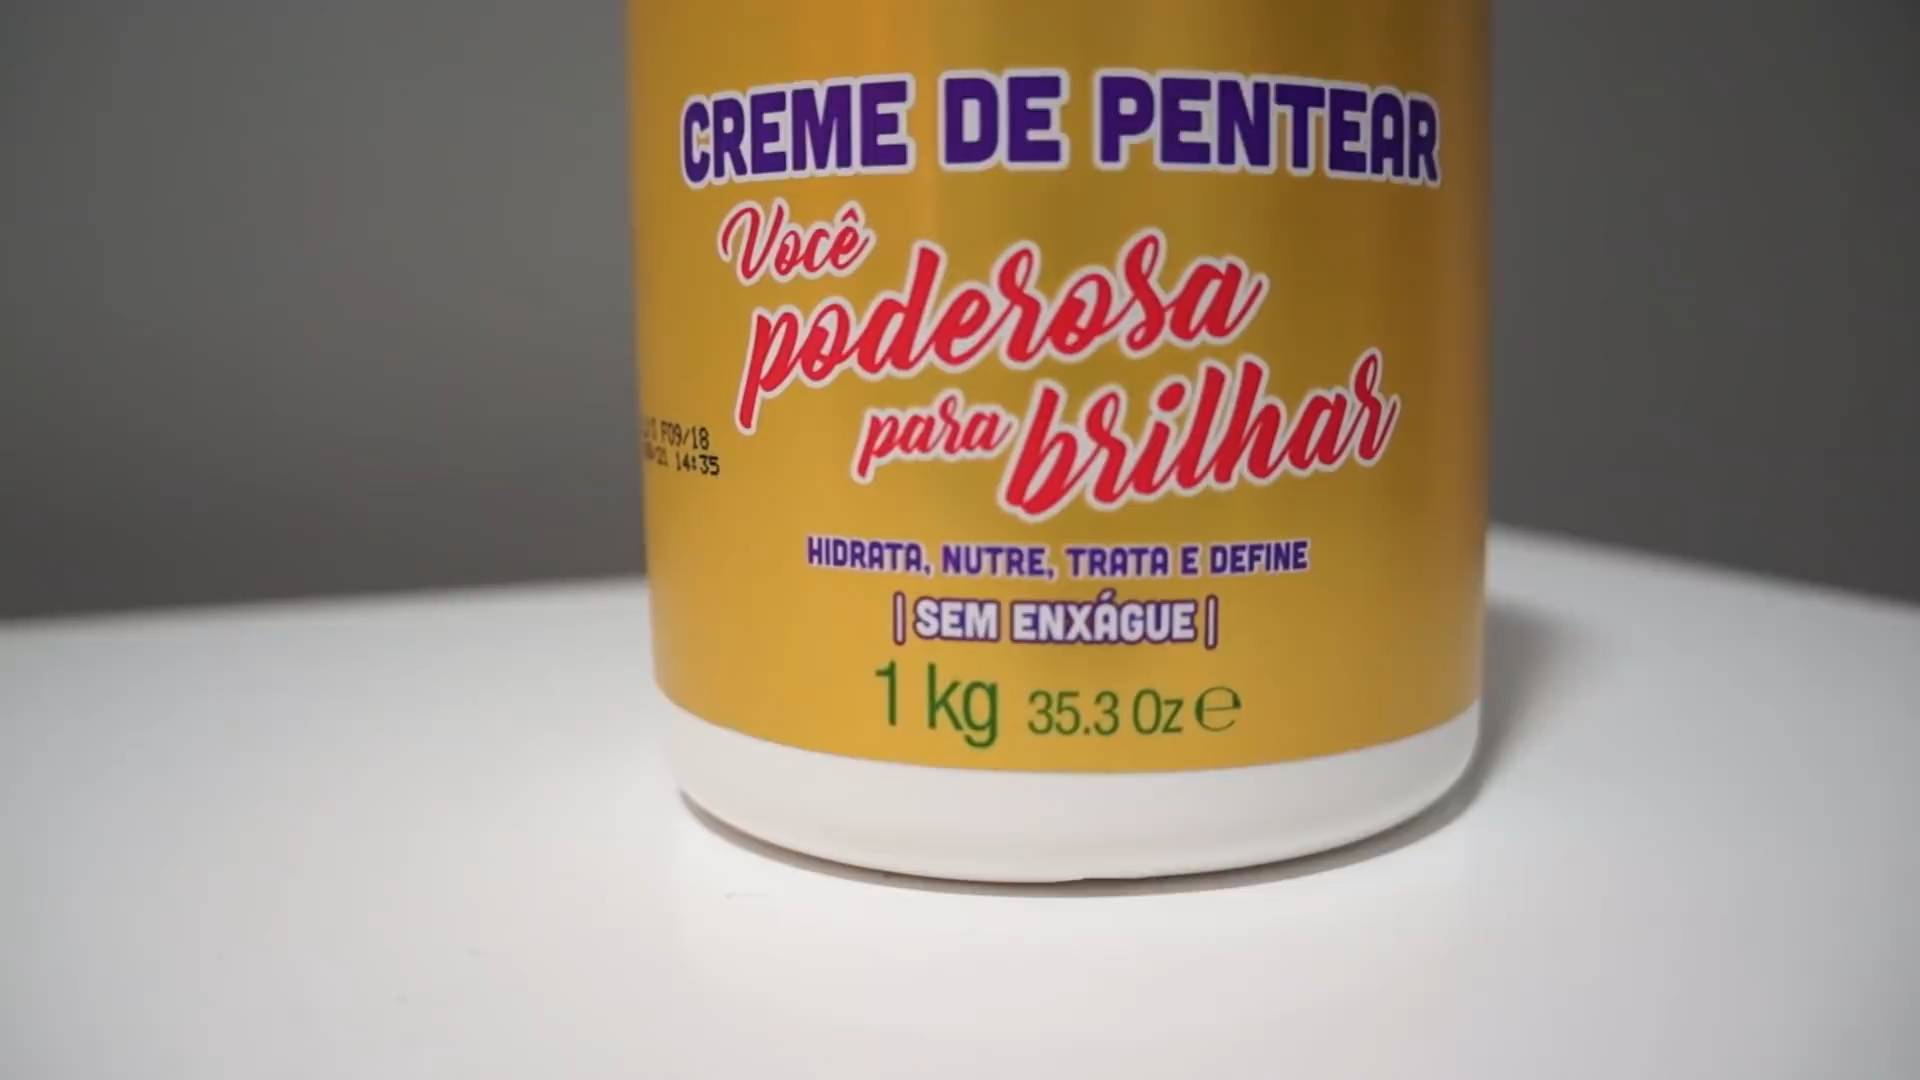 CREME DE PENTEAR
Você
poderosa
para brilhar
F09/18
14:35
HIDRATA, NUTRE, TRATA E DEFINE
| SEM ENXÁGUE |
1 kg 35.3 Oz ℮